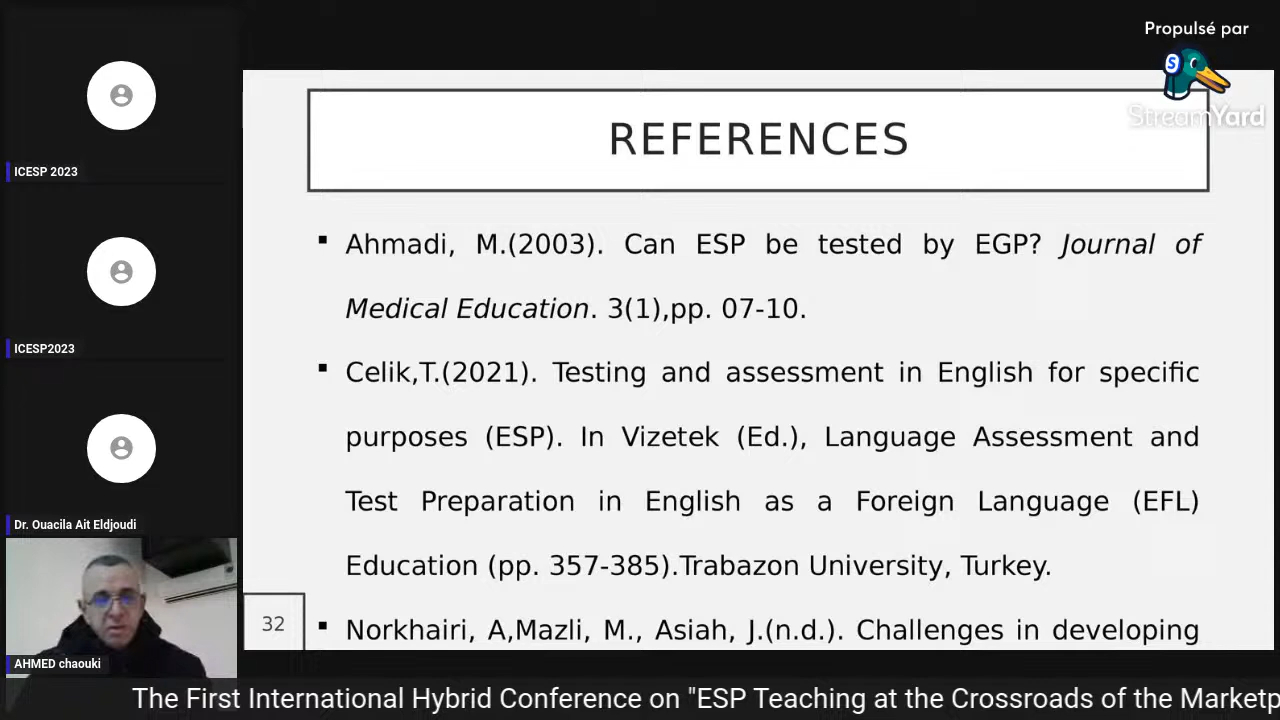 Propulsé par
StreamYard
ICESP 2023
ICESP2023
Dr. Ouacila Ait Eldjoudi
AHMED chaouki
REFERENCES
Ahmadi, M.(2003). Can ESP be tested by EGP? Journal of
Medical Education. 3(1),pp. 07-10.
Celik,T.(2021). Testing and assessment in English for specific
purposes (ESP). In Vizetek (Ed.), Language Assessment and
Test Preparation in English as a Foreign Language (EFL)
Education (pp. 357-385).Trabazon University, Turkey.
Norkhairi, A,Mazli, M., Asiah, J.(n.d.). Challenges in developing
32
The First International Hybrid Conference on "ESP Teaching at the Crossroads of the Marketp